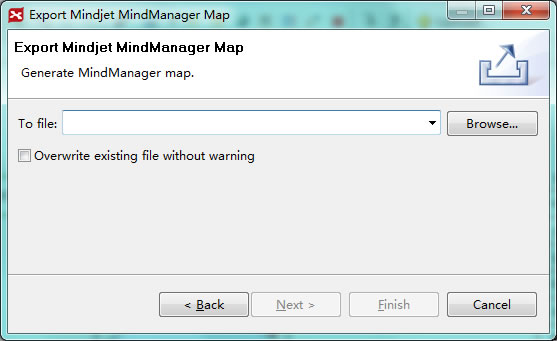 Export Mindjet MindManager Map
Export Mindjet MindManager Map
Generate MindManager map.
To file:
Browse...
Overwrite existing file without warning
< Back
Next >
Finish
Cancel